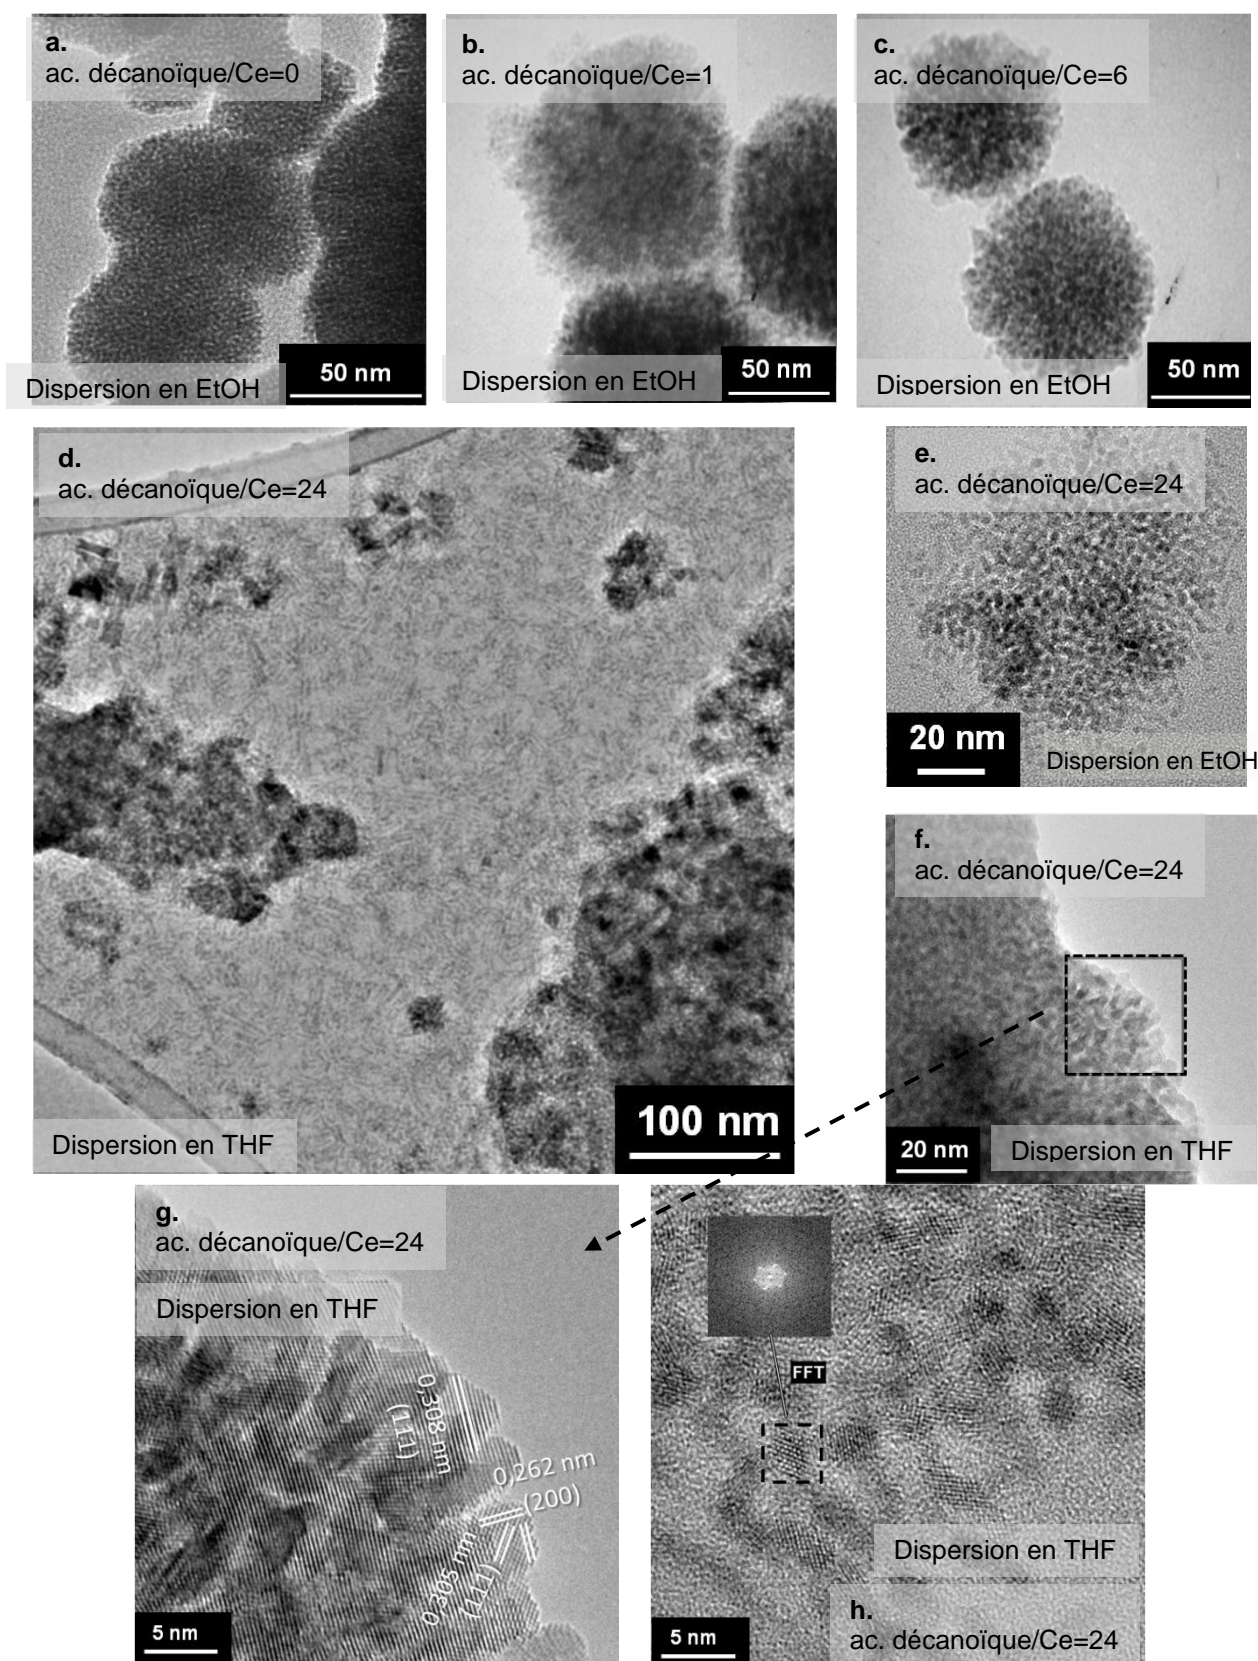 a.
ac. décanoïque/Ce=0
Dispersion en EtOH
50 nm
b.
ac. décanoïque/Ce=1
Dispersion en EtOH
50 nm
c.
ac. décanoïque/Ce=6
Dispersion en EtOH
50 nm
d.
ac. décanoïque/Ce=24
Dispersion en THF
100 nm
e.
ac. décanoïque/Ce=24
20 nm
Dispersion en EtOH
f.
ac. décanoïque/Ce=24
20 nm
Dispersion en THF
g.
ac. décanoïque/Ce=24
Dispersion en THF
0,308 nm
(111)
0,262 nm
(200)
0,305 nm
(111)
5 nm
FFT
Dispersion en THF
h.
ac. décanoïque/Ce=24
5 nm